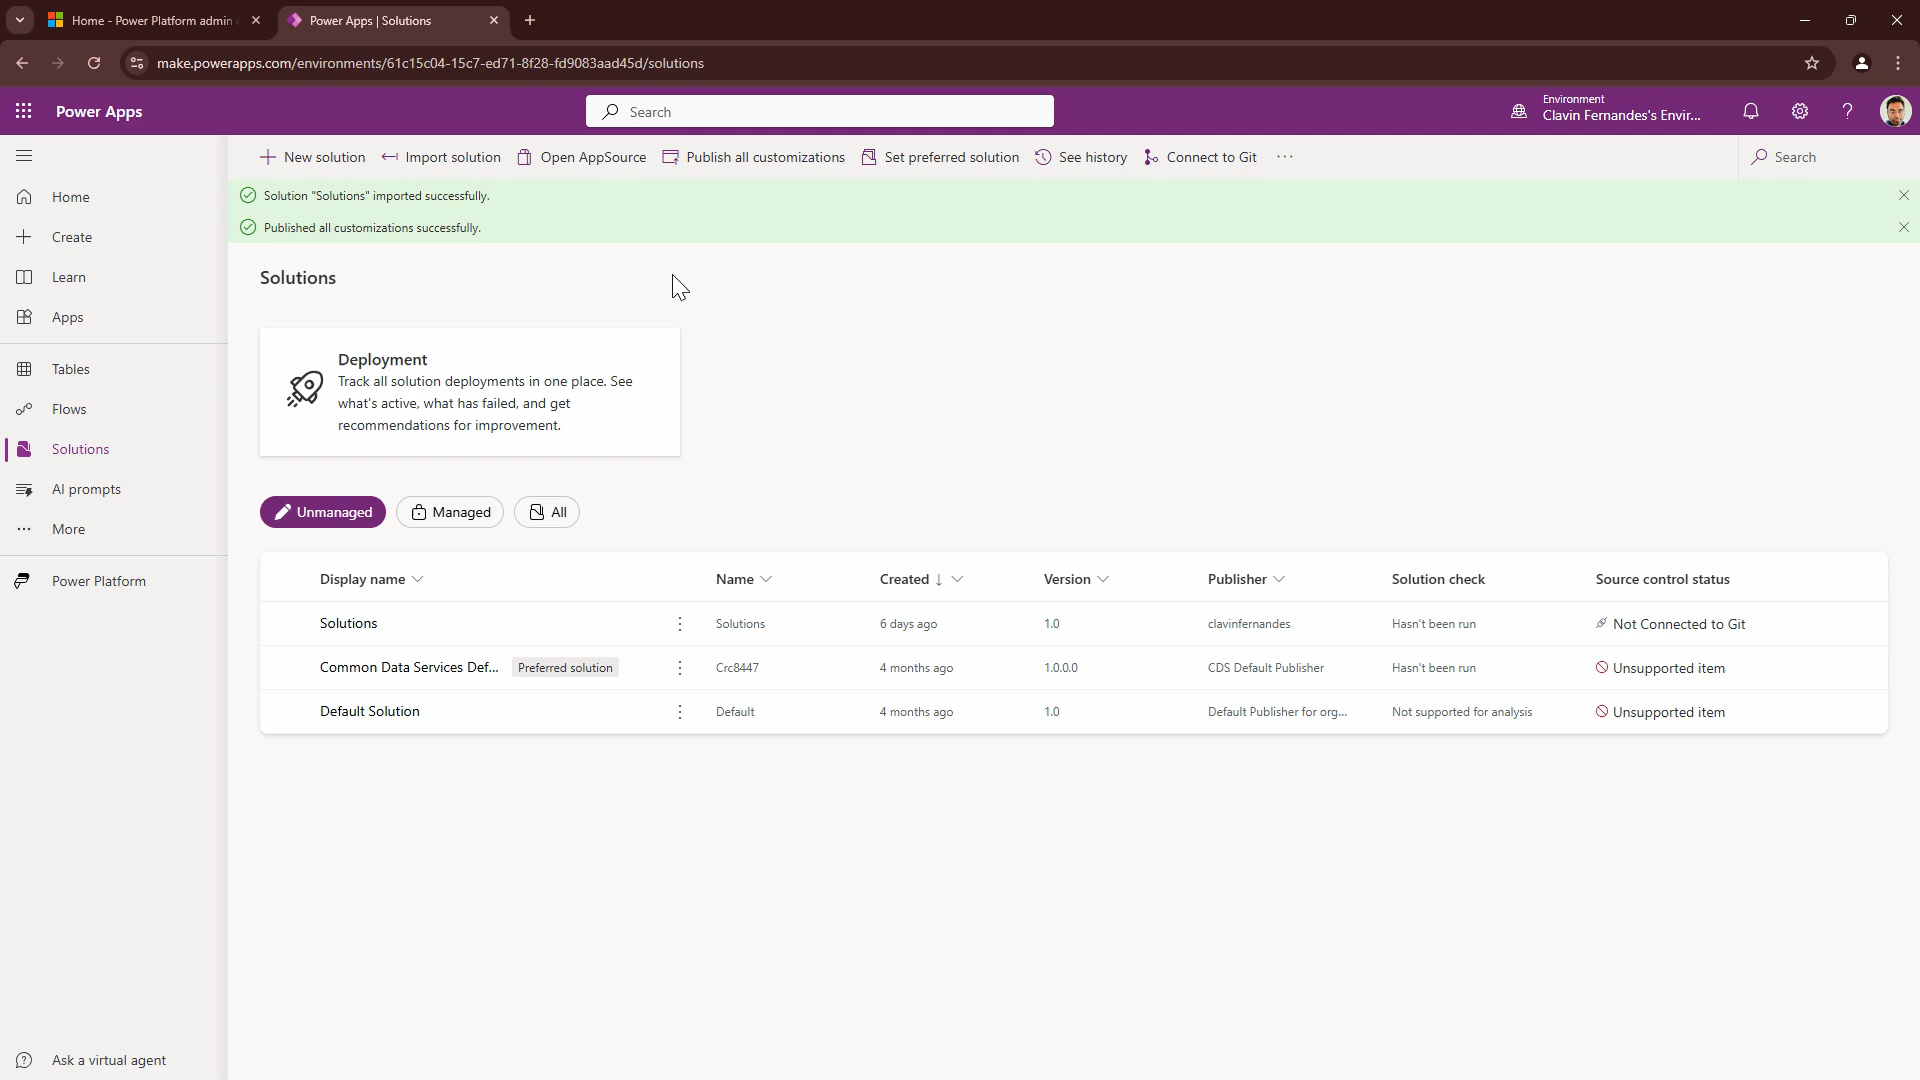 Home - Power Platform admin
Power Apps | Solutions
make.powerapps.com/environments/61c15c04-15c7-ed71-8f28-fd9083aad45d/solutions
Power Apps
Search
Environment
Clavin Fernandes's Envir...
New solution
Import solution
Open AppSource
Publish all customizations
Set preferred solution
See history
Connect to Git
Search
Home
Create
Learn
Apps
Tables
Flows
Solutions
AI prompts
More
Power Platform
Ask a virtual agent
Solution "Solutions" imported successfully.
Published all customizations successfully.
Solutions
Deployment
Track all solution deployments in one place. See
what's active, what has failed, and get
recommendations for improvement.
Unmanaged
Managed
All
Display name Name Created Version Publisher Solution check Source control status
Solutions Solutions 6 days ago 1.0 clavinfernandes Hasn't been run Not Connected to Git
Common Data Services Def... Preferred solution Crc8447 4 months ago 1.0.0.0 CDS Default Publisher Hasn't been run Unsupported item
Default Solution Default 4 months ago 1.0 Default Publisher for org... Not supported for analysis Unsupported item